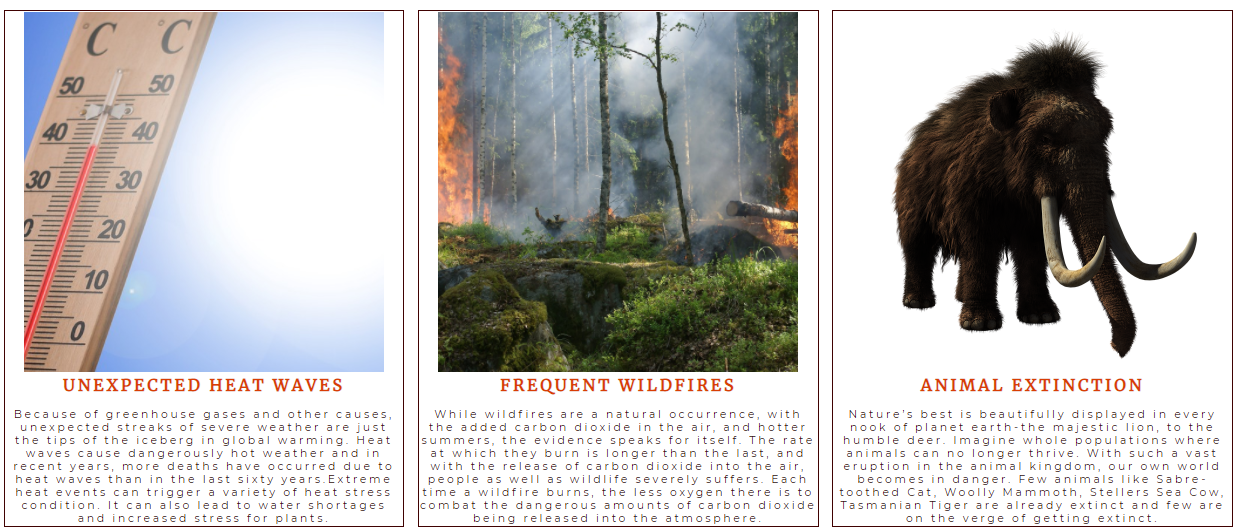 °C °C
50 50
40 40
30 30
0 20
10
0
UNEXPECTED HEAT WAVES
Because of greenhouse gases and other causes,
unexpected streaks of severe weather are just
the tips of the iceberg in global warming. Heat
waves cause dangerously hot weather and in
recent years, more deaths have occurred due to
heat waves than in the last sixty years.Extreme
heat events can trigger a variety of heat stress
condition. It can also lead to water shortages
and increased stress for plants.
FREQUENT WILDFIRES
While wildfires are a natural occurrence, with
the added carbon dioxide in the air, and hotter
summers, the evidence speaks for itself. The rate
at which they burn is longer than the last, and
with the release of carbon dioxide into the air,
people as well as wildlife severely suffers. Each
time a wildfire burns, the less oxygen there is to
combat the dangerous amounts of carbon dioxide
being released into the atmosphere.
ANIMAL EXTINCTION
Nature's best is beautifully displayed in every
nook of planet earth-the majestic lion, to the
humble deer. Imagine whole populations where
animals can no longer thrive. With such a vast
eruption in the animal kingdom, our own world
becomes in danger. Few animals like Sabre-
toothed Cat, Woolly Mammoth, Stellers Sea Cow,
Tasmanian Tiger are already extinct and few are
on the verge of getting extinct.